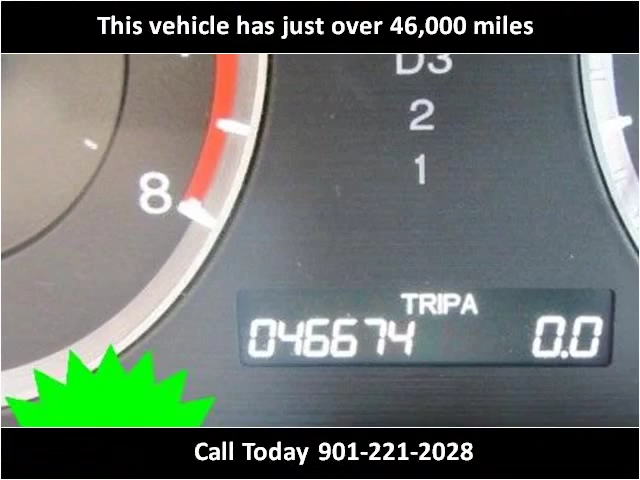 This vehicle has just over 46,000 miles
D3
2
1
8
TRIPA
046674 0.0
Call Today 901-221-2028